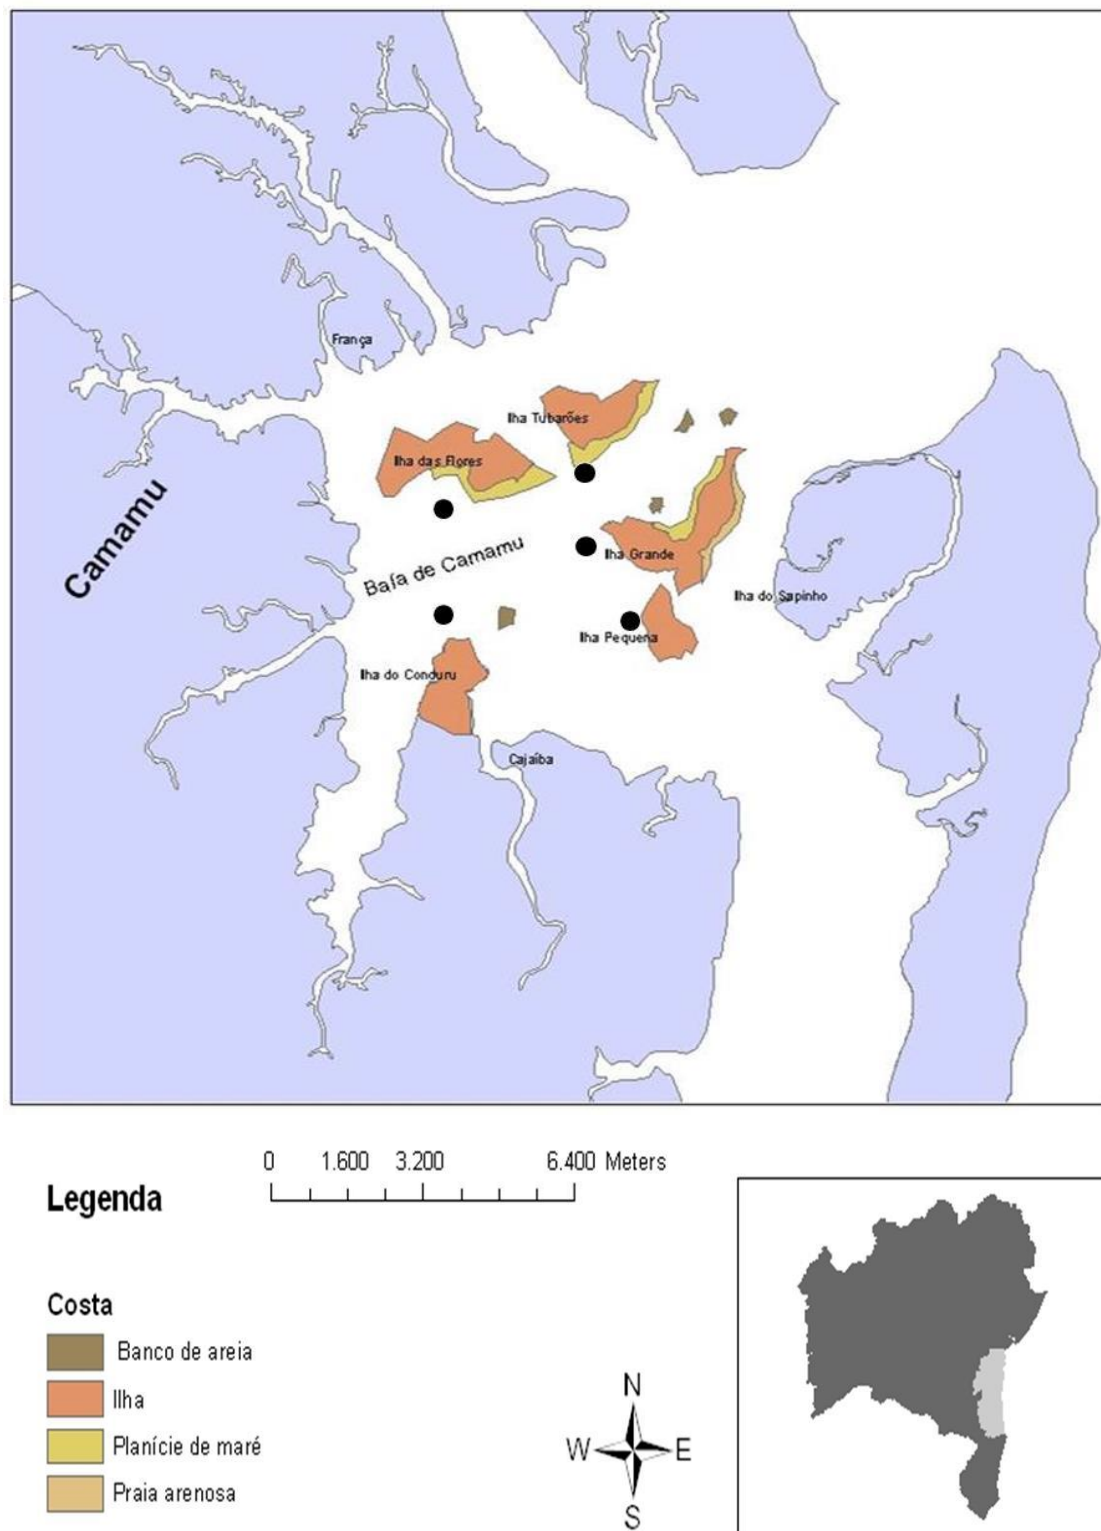 França
Ilha Tubarões
Ilha das Flores
Camamu
Baía de Camamu
Ilha Grande
Ilha do Sapinho
Ilha Pequena
Ilha do Conduru
Cajaíba
0 1.600 3.200 6.400 Meters
Legenda
Costa
Banco de areia
Ilha
Planície de maré
Praia arenosa
N
W E
S